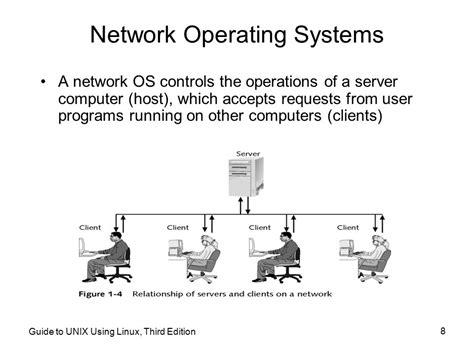 Network Operating Systems
• A network OS controls the operations of a server
computer (host), which accepts requests from user
programs running on other computers (clients)
Server
Client Client Client Client
Figure 1-4 Relationship of servers and clients on a network
Guide to UNIX Using Linux, Third Edition 8